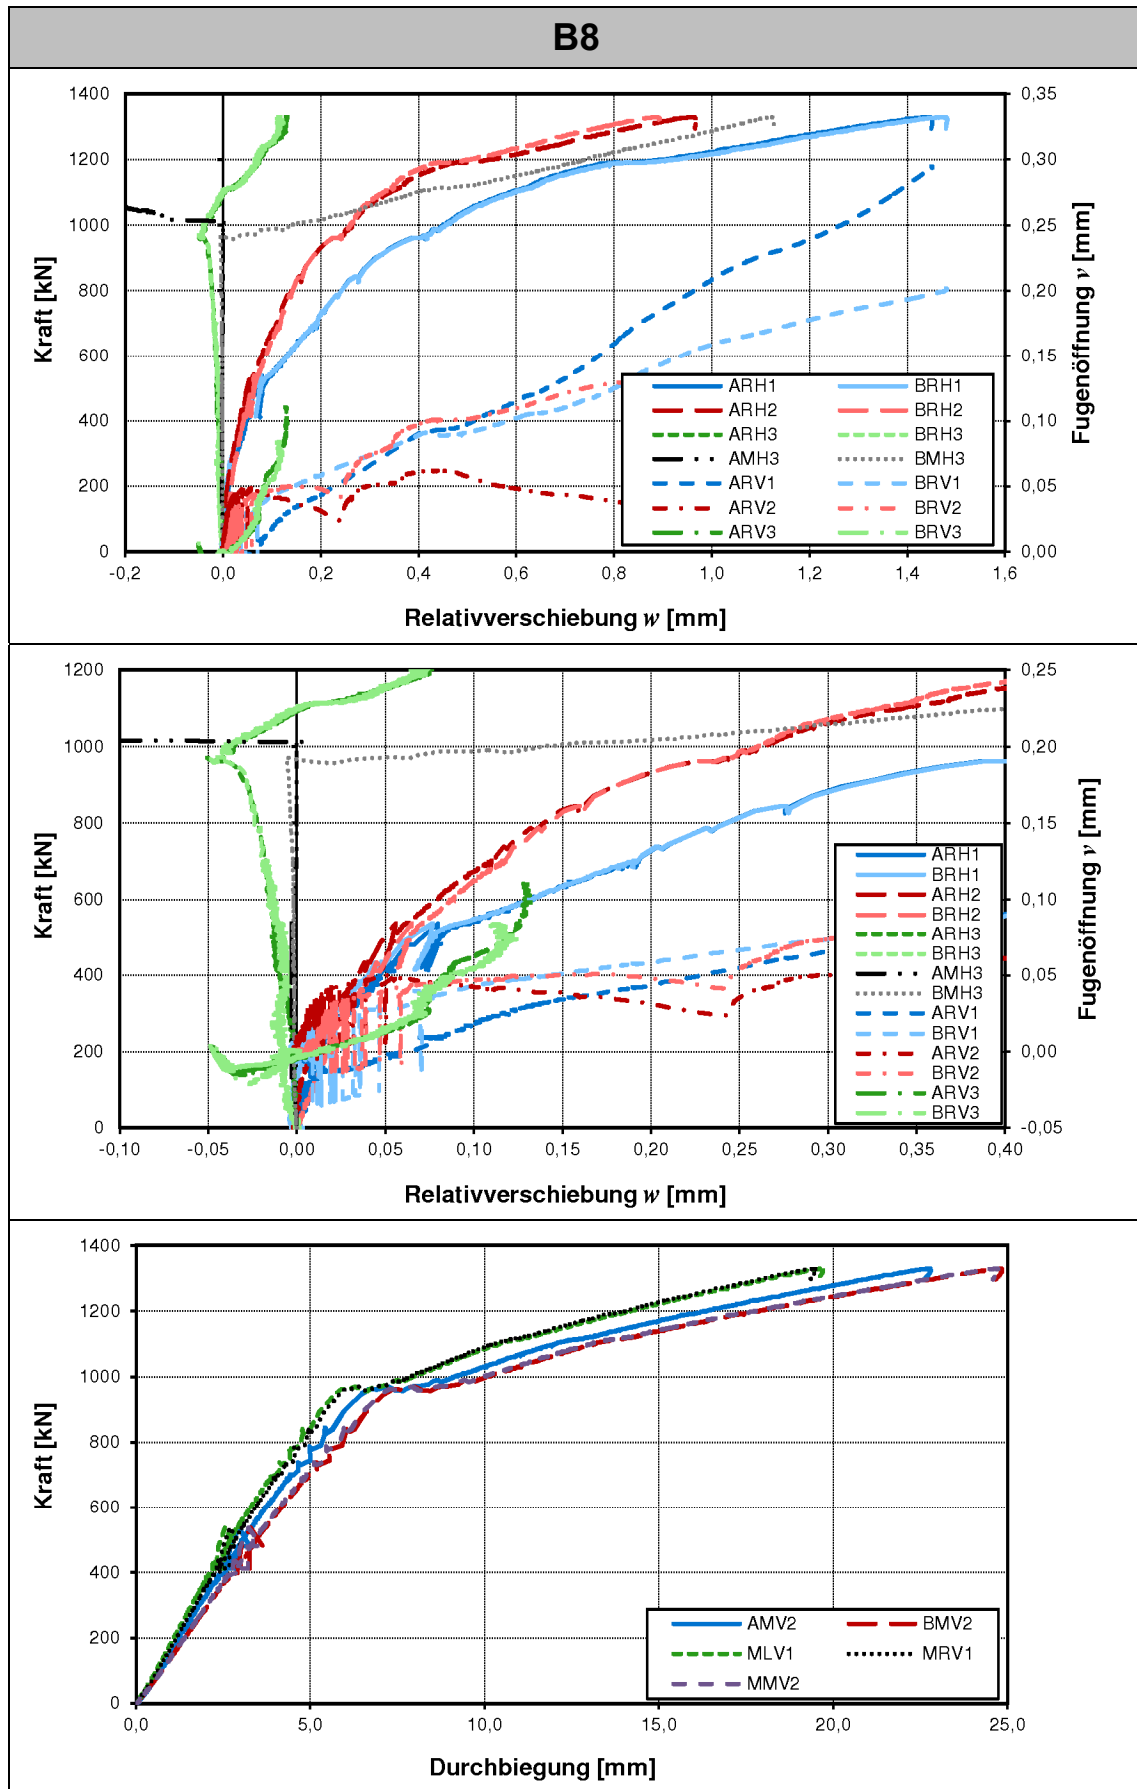 B8
1400
1200
1000
800
600
400
200
0
Kraft [kN]
0,35
0,30
0,25
0,20
0,15
0,10
0,05
0,00
Fugenöffnung v [mm]
ARH1 BRH1
ARH2 BRH2
ARH3 BRH3
AMH3 BMH3
ARV1 BRV1
ARV2 BRV2
ARV3 BRV3
-0,2 0,0 0,2 0,4 0,6 0,8 1,0 1,2 1,4 1,6
Relativverschiebung w [mm]
1200
1000
800
600
400
200
0
Kraft [kN]
0,25
0,20
0,15
0,10
0,05
0,00
-0,05
Fugenöffnung v [mm]
ARH1
BRH1
ARH2
BRH2
ARH3
BRH3
AMH3
BMH3
ARV1
BRV1
ARV2
BRV2
ARV3
BRV3
-0,10 -0,05 0,00 0,05 0,10 0,15 0,20 0,25 0,30 0,35 0,40
Relativverschiebung w [mm]
1400
1200
1000
800
600
400
200
0
Kraft [kN]
AMV2 BMV2
MLV1 MRV1
MMV2
0,0 5,0 10,0 15,0 20,0 25,0
Durchbiegung [mm]